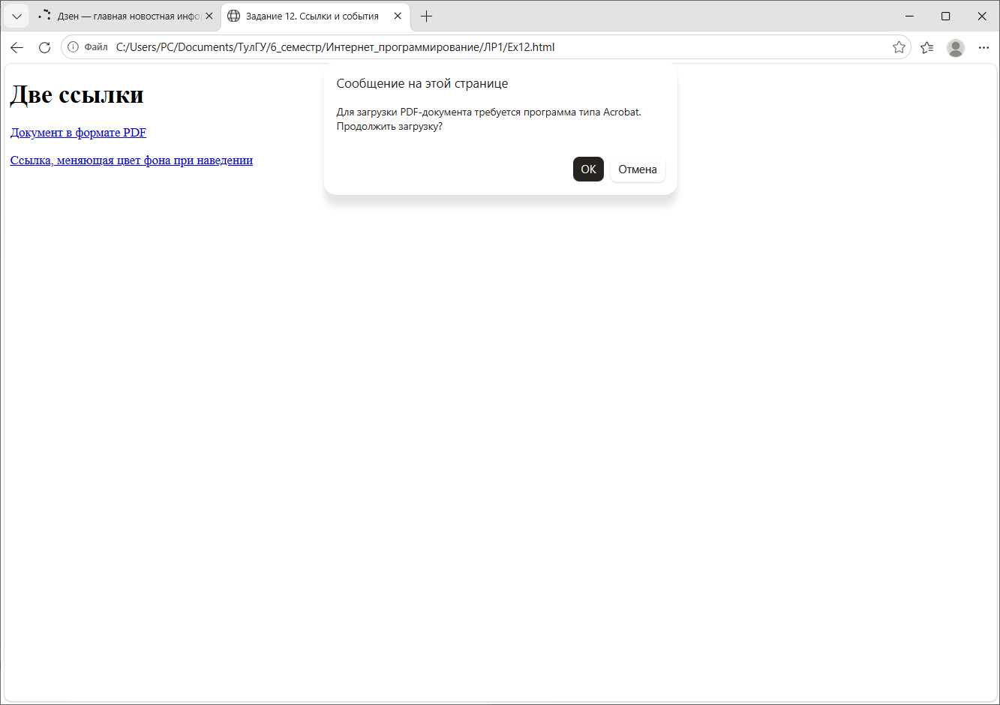 Дзен — главная новостная инфо
Задание 12. Ссылки и события
Файл C:/Users/PC/Documents/ТулГУ/6_семестр/Интернет_программирование/ЛР1/Ex12.html
Две ссылки
Документ в формате PDF
Ссылка, меняющая цвет фона при наведении
Сообщение на этой странице
Для загрузки PDF-документа требуется программа типа Acrobat.
Продолжить загрузку?
ОК
Отмена